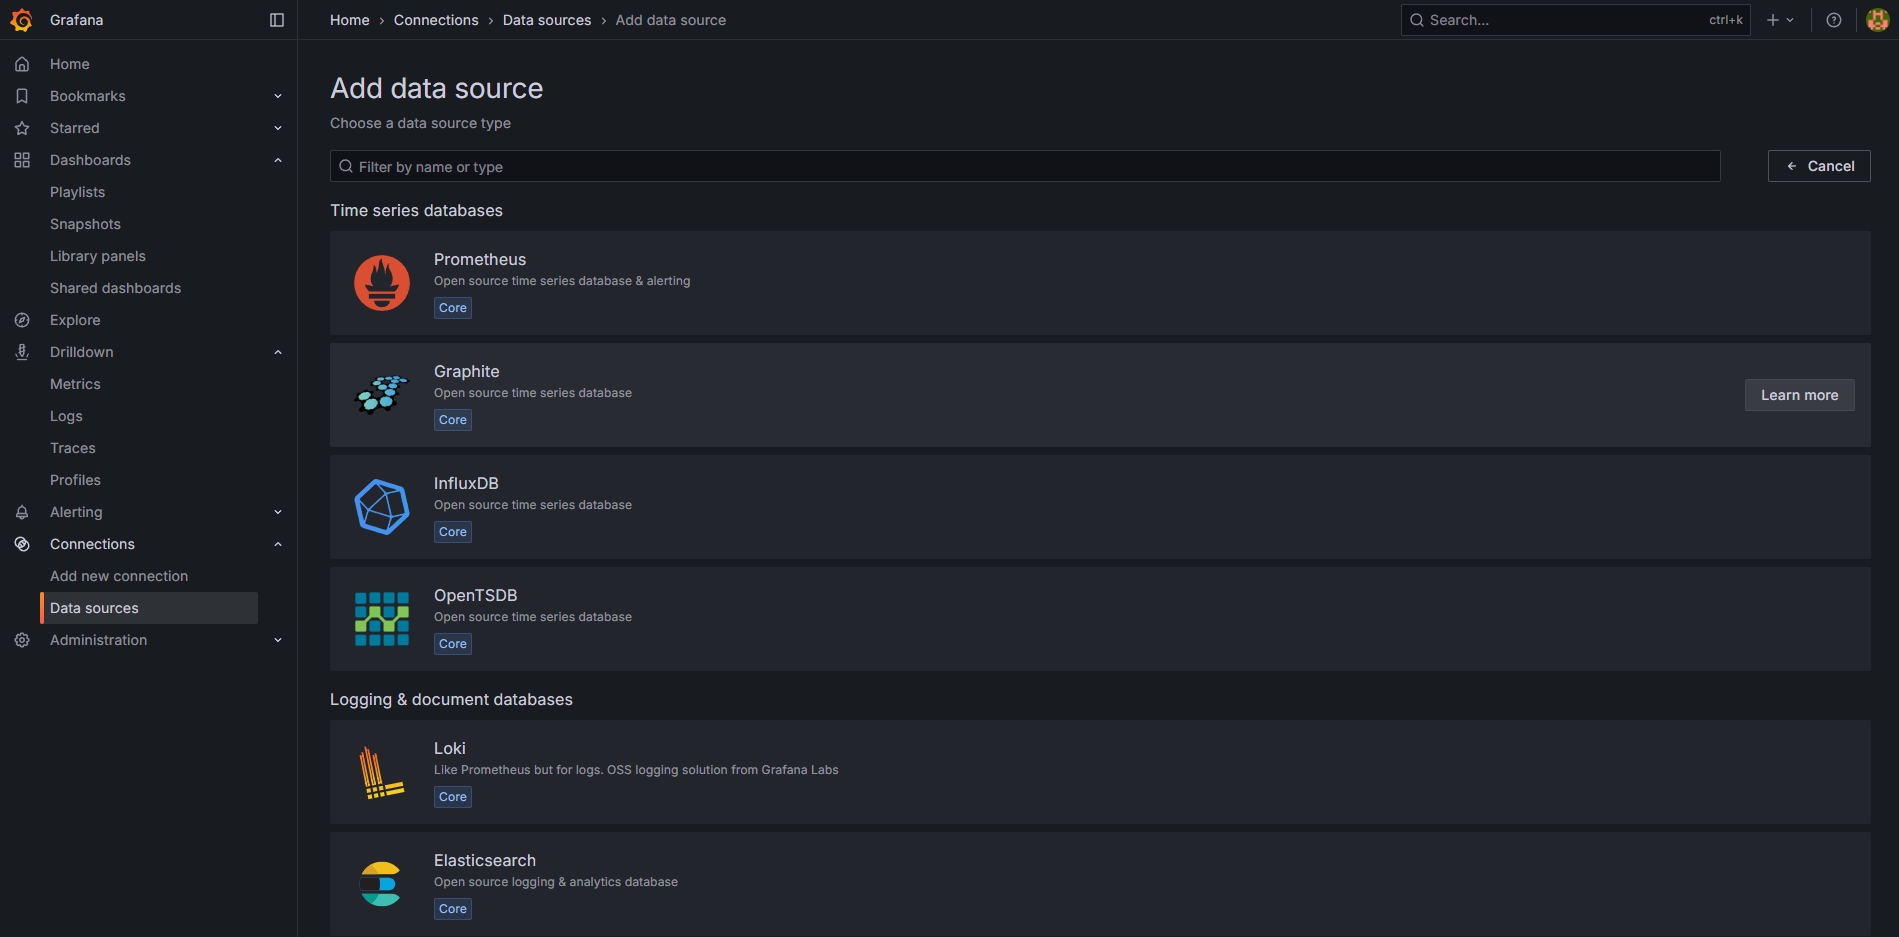 Grafana
Home › Connections › Data sources › Add data source
Search...
ctrl+k
Home
Bookmarks
Starred
Dashboards
Playlists
Snapshots
Library panels
Shared dashboards
Explore
Drilldown
Metrics
Logs
Traces
Profiles
Alerting
Connections
Add new connection
Data sources
Administration
Add data source
Choose a data source type
Filter by name or type
Cancel
Time series databases
Prometheus
Open source time series database & alerting
Core
Graphite
Open source time series database
Core
Learn more
InfluxDB
Open source time series database
Core
OpenTSDB
Open source time series database
Core
Logging & document databases
Loki
Like Prometheus but for logs. OSS logging solution from Grafana Labs
Core
Elasticsearch
Open source logging & analytics database
Core